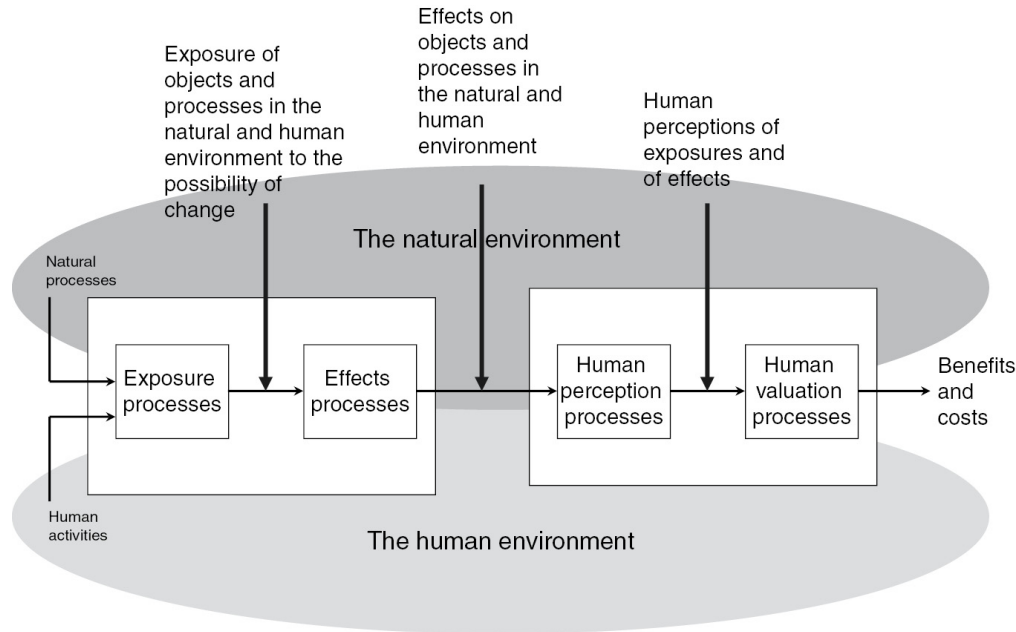 Exposure of
objects and
processes in the
natural and human
environment to the
possibility of
change
Effects on
objects and
processes in
the natural and
human
environment
Human
perceptions of
exposures and
of effects
The natural environment
Natural
processes
Exposure
processes
Effects
processes
Human
perception
processes
Human
valuation
processes
Benefits
and
costs
Human
activities
The human environment